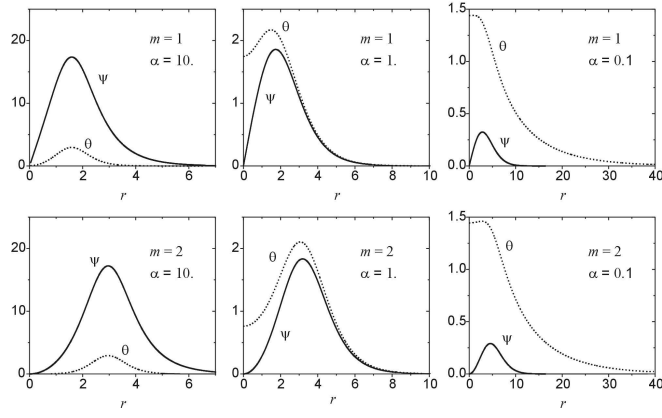 20
10
0
0 2 4 6
r
m = 1
α = 10.
ψ
θ
2
1
0
0 2 4 6 8 10
r
m = 1
α = 1.
θ
ψ
1.5
1.0
0.5
0.0
0 10 20 30 40
r
m = 1
α = 0.1
θ
ψ
20
10
0
0 2 4 6
r
m = 2
α = 10.
ψ
θ
2
1
0
0 2 4 6 8 10
r
m = 2
α = 1.
θ
ψ
1.5
1.0
0.5
0.0
0 10 20 30 40
r
m = 2
α = 0.1
θ
ψ